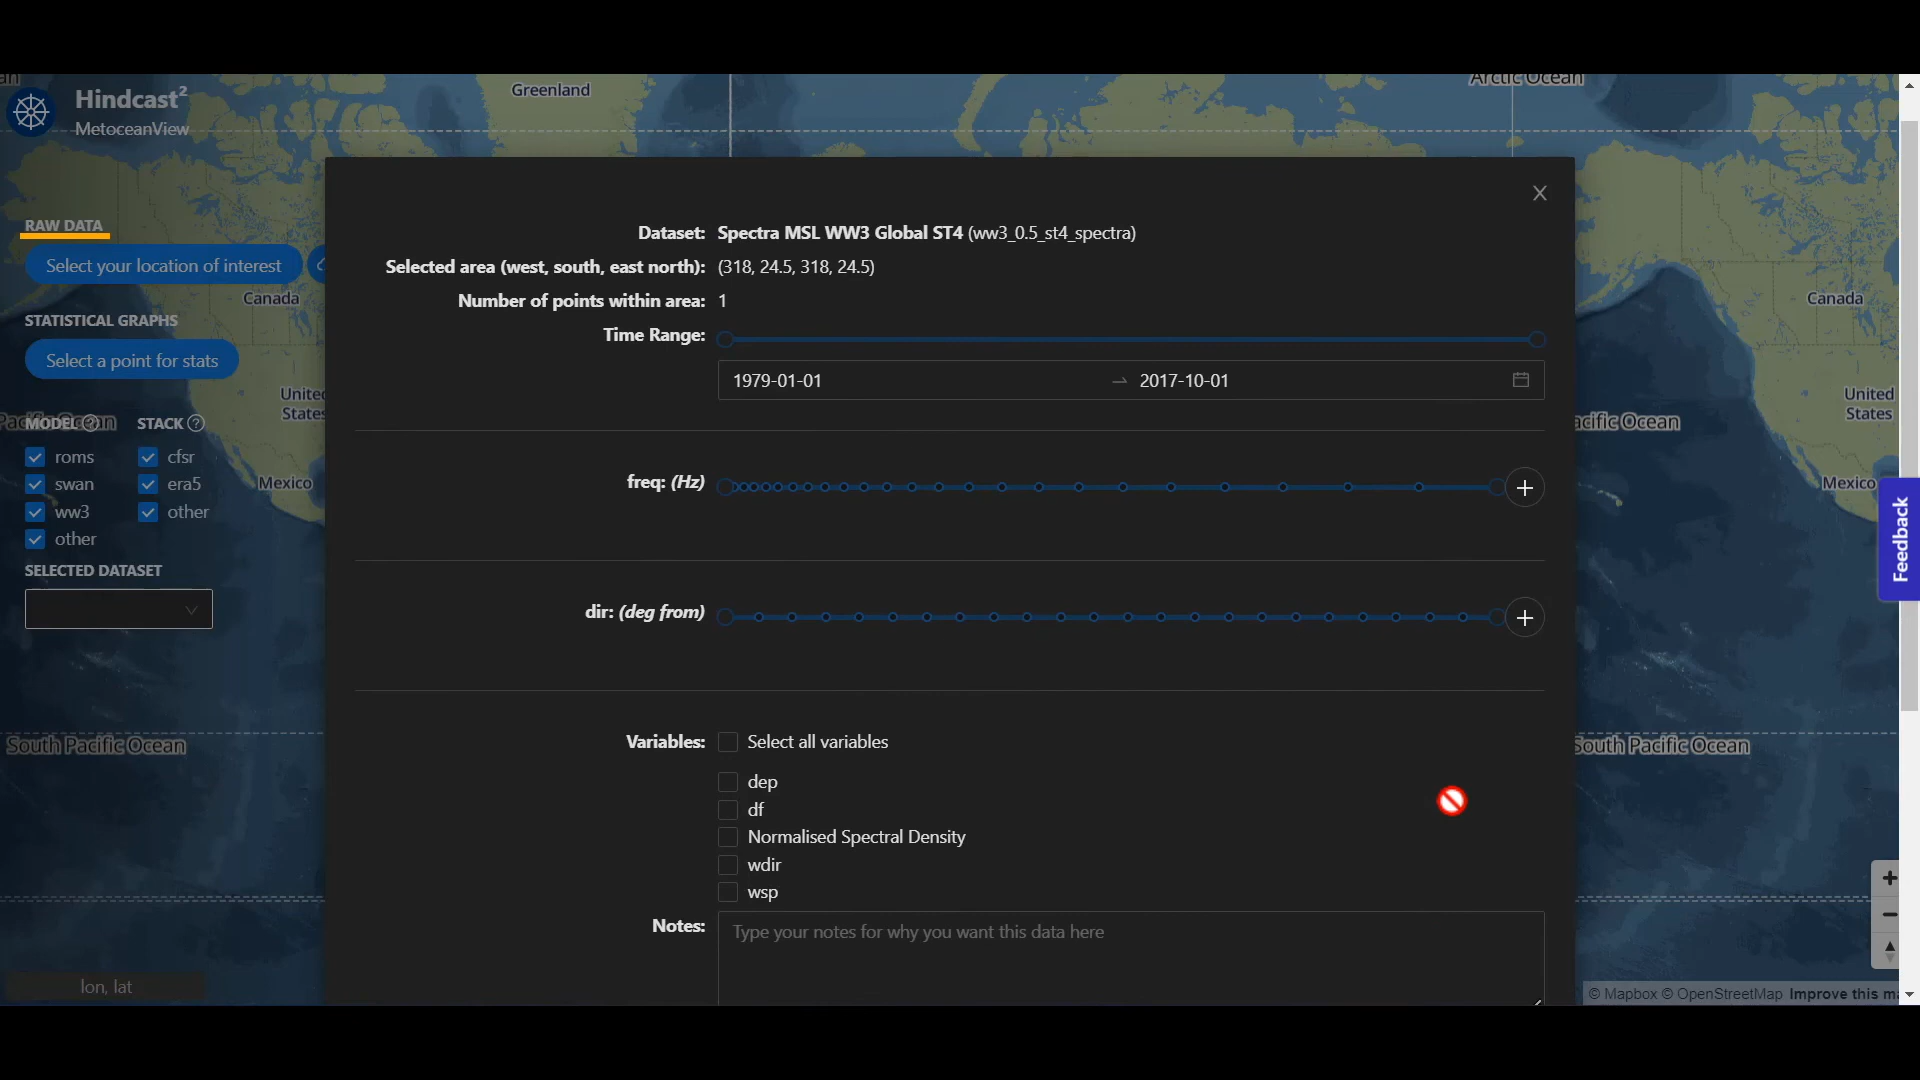 Greenland
Arctic Ocean
Hindcast²
MetoceanView
RAW DATA
Select your location of interest
Canada
STATISTICAL GRAPHS
Select a point for stats
United
States
Pacific Ocean
MODEL ?
STACK ?
roms
cfsr
swan
era5
Mexico
ww3
other
other
SELECTED DATASET
South Pacific Ocean
lon, lat
X
Dataset: Spectra MSL WW3 Global ST4 (ww3_0.5_st4_spectra)
Selected area (west, south, east north): (318, 24.5, 318, 24.5)
Number of points within area: 1
Time Range:
1979-01-01 → 2017-10-01
freq: (Hz)
+
dir: (deg from)
+
Variables: Select all variables
dep
df
Normalised Spectral Density
wdir
wsp
Notes: Type your notes for why you want this data here
Canada
United
States
acific Ocean
Mexico
Feedback
South Pacific Ocean
+
−
© Mapbox © OpenStreetMap Improve this ma